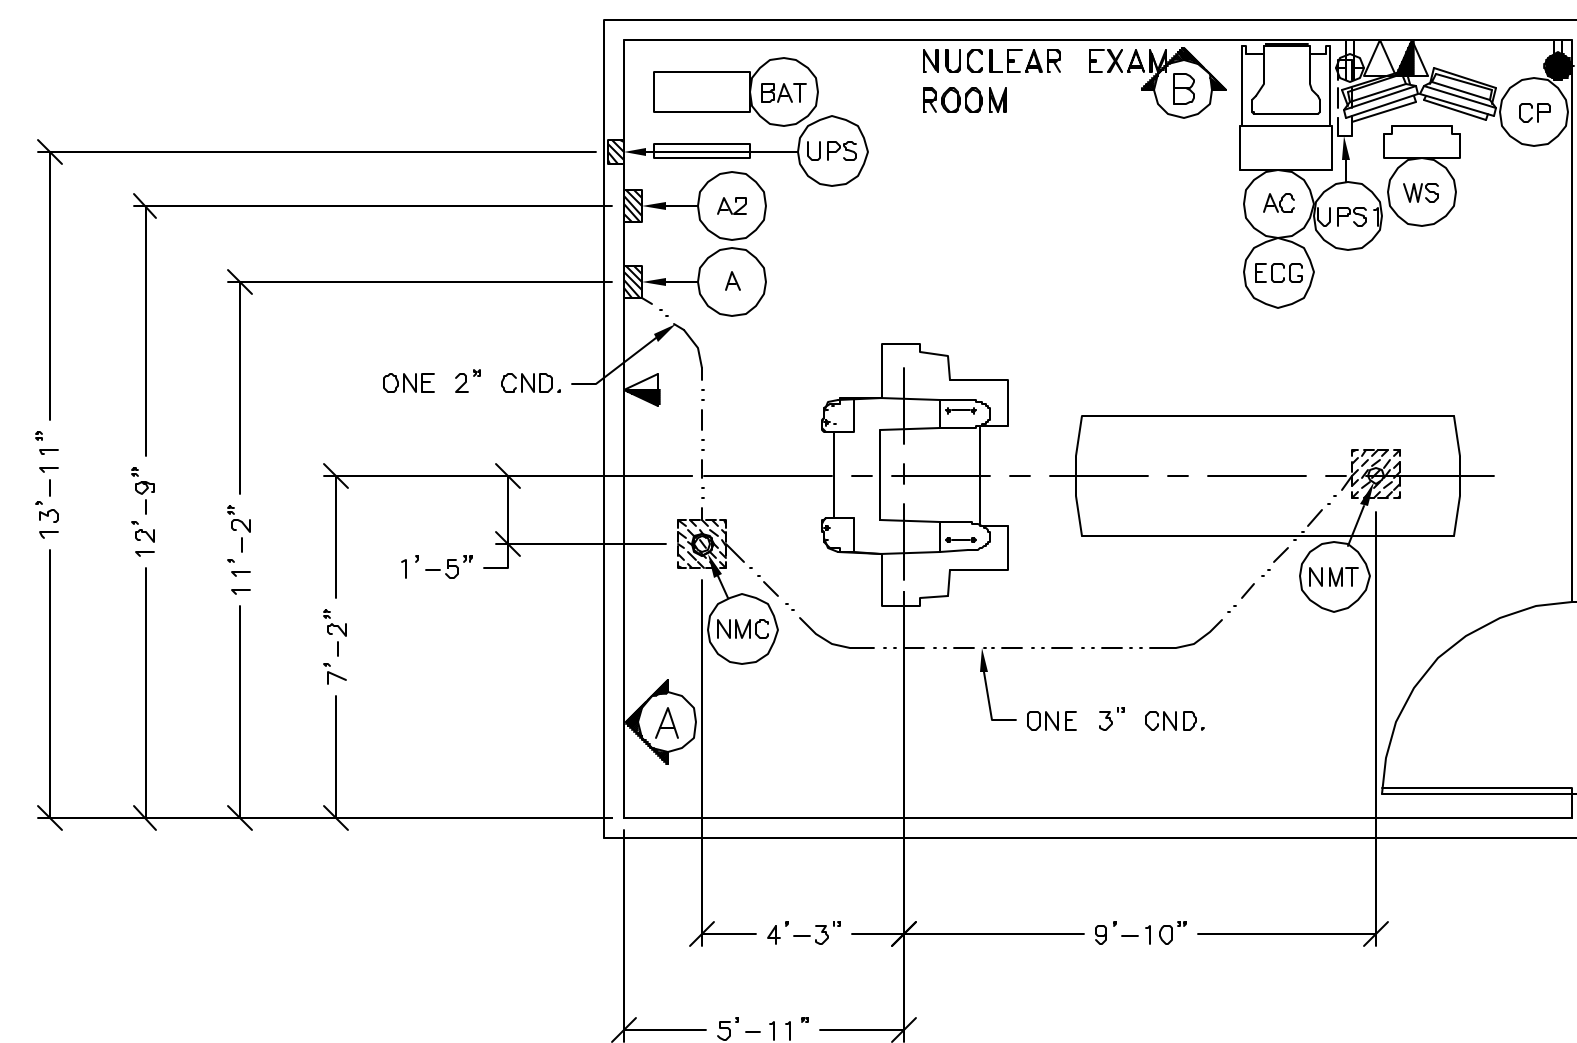 NUCLEAR EXAM
ROOM
B
BAT
CP
UPS
A2
AC
UPS1
WS
A
ECG
ONE 2" CND.
13'-11"
12'-9"
11'-2"
7'-2"
1'-5"
NMT
NMC
A
ONE 3" CND.
4'-3"
9'-10"
5'-11"